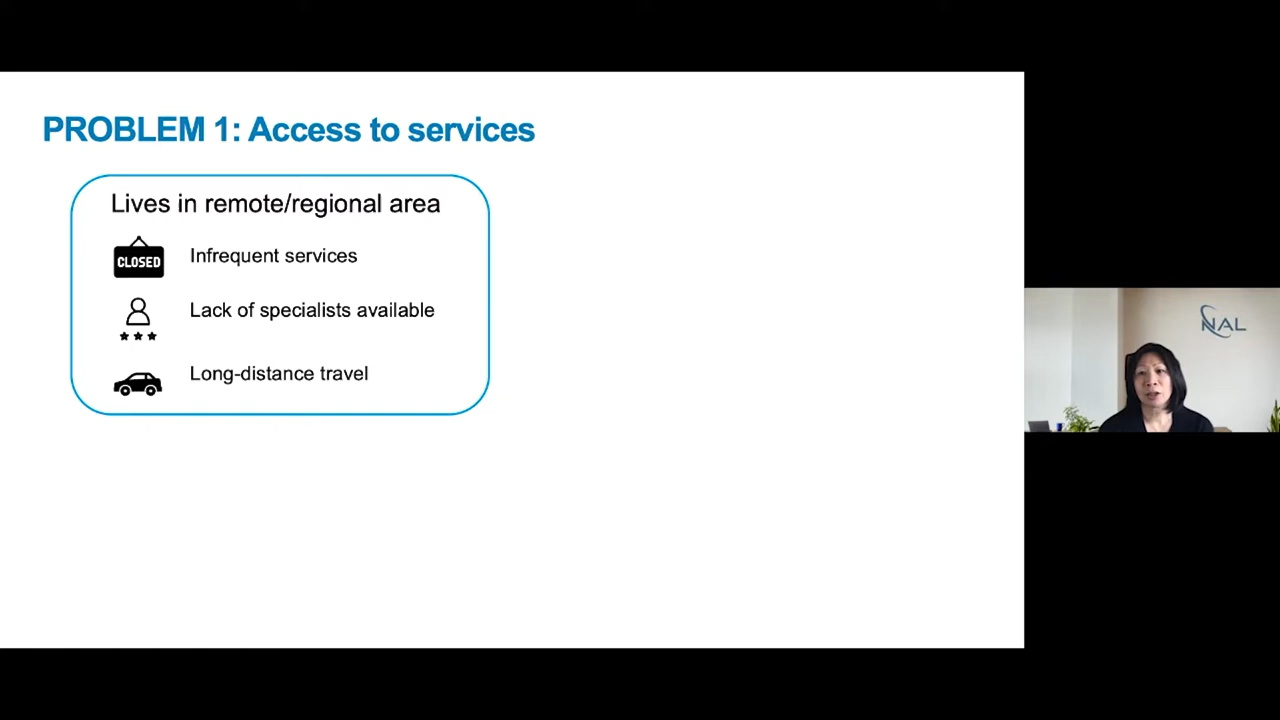 PROBLEM 1: Access to services
Lives in remote/regional area
CLOSED
Infrequent services
Lack of specialists available
Long-distance travel
NAL